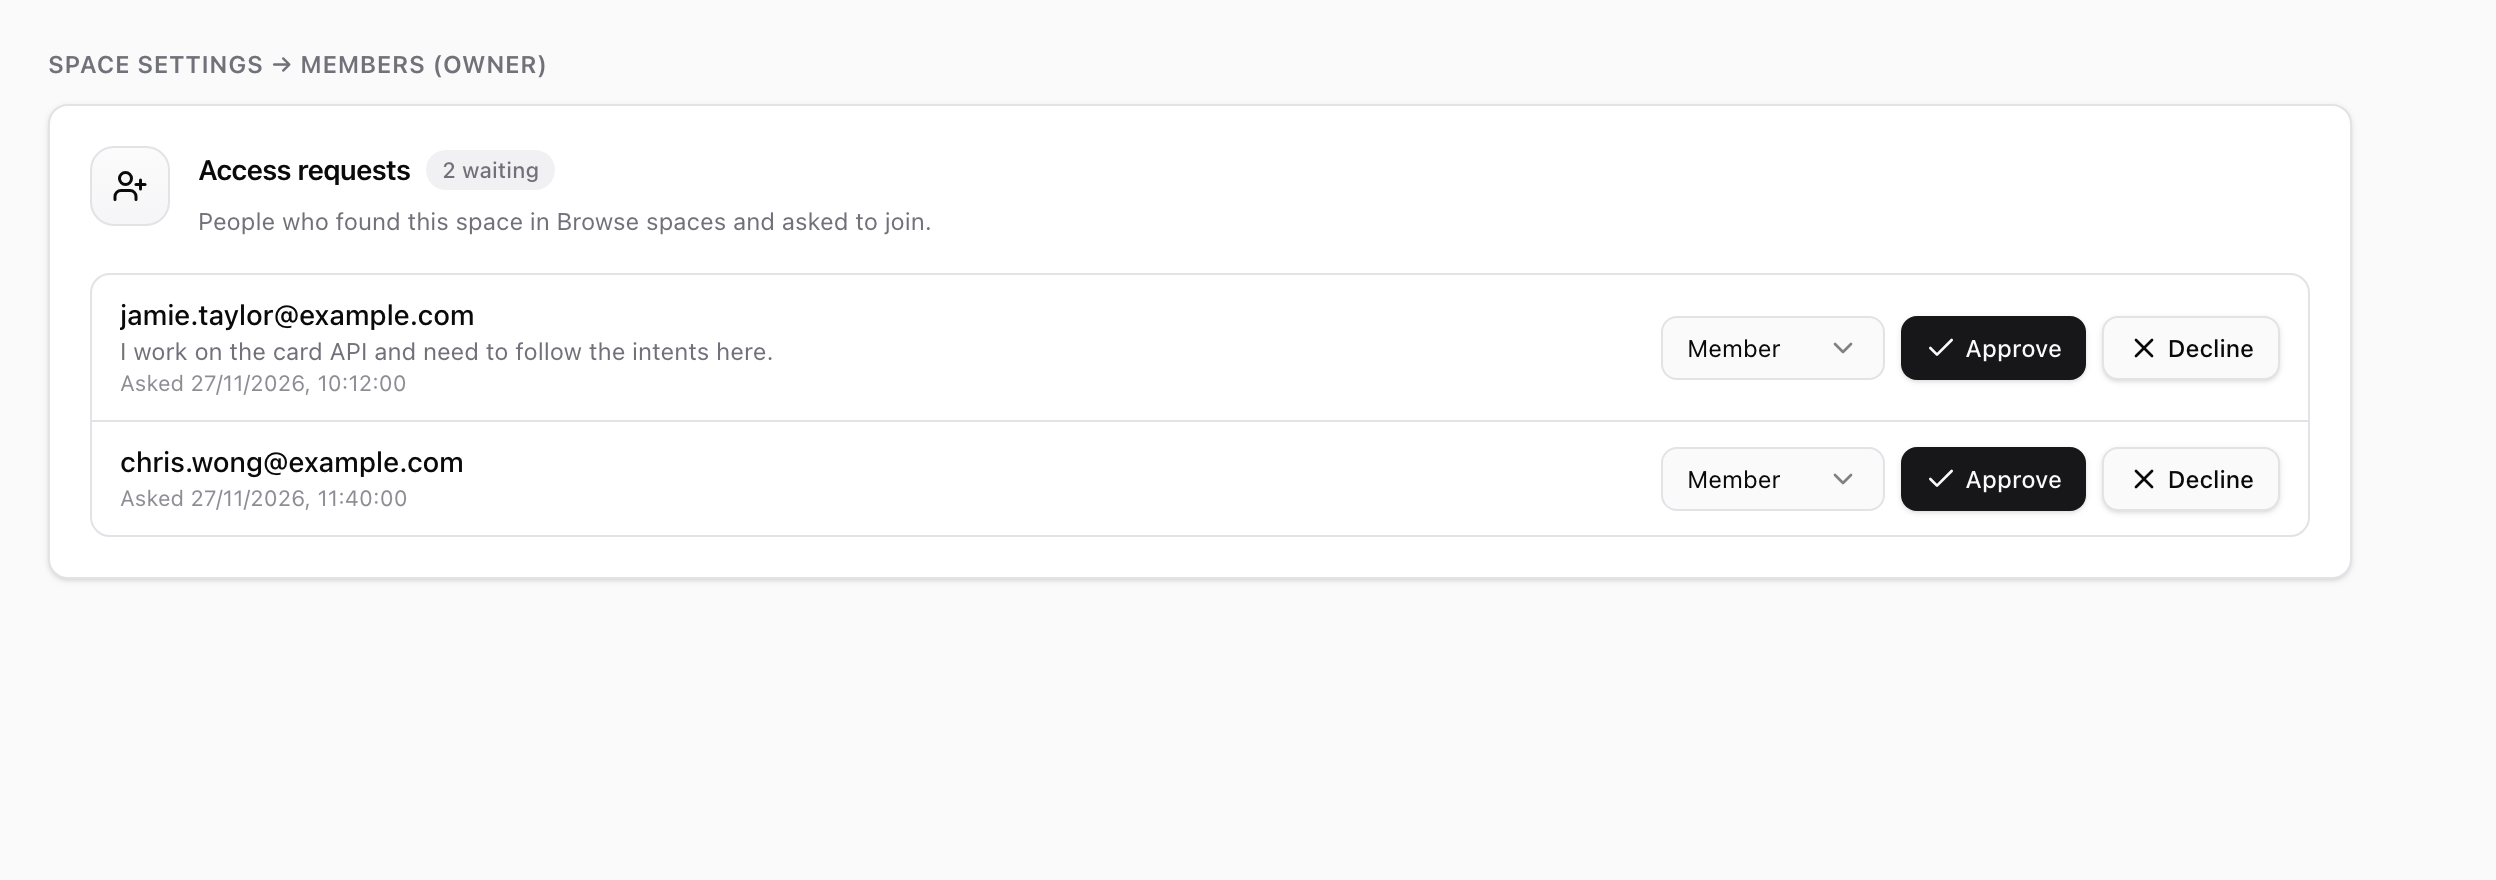 SPACE SETTINGS → MEMBERS (OWNER)
Access requests 2 waiting
People who found this space in Browse spaces and asked to join.
jamie.taylor@example.com
I work on the card API and need to follow the intents here.
Asked 27/11/2026, 10:12:00
Member Approve Decline
chris.wong@example.com
Asked 27/11/2026, 11:40:00
Member Approve Decline